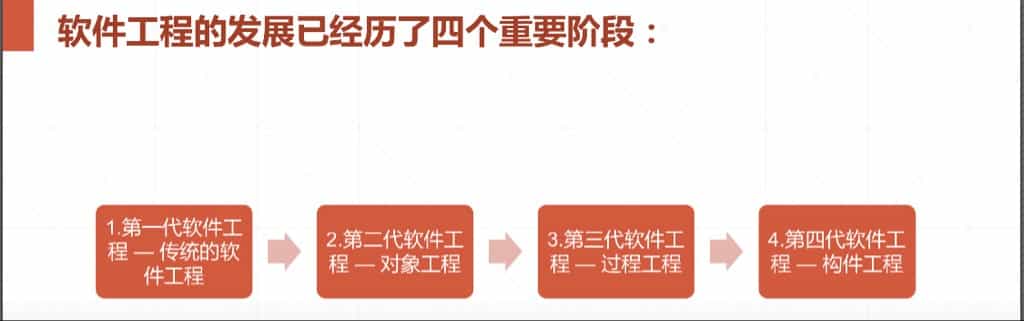 软件工程的发展已经历了四个重要阶段：
1.第一代软件工
程 — 传统的软
件工程
2.第二代软件工
程 — 对象工程
3.第三代软件工
程 — 过程工程
4.第四代软件工
程 — 构件工程